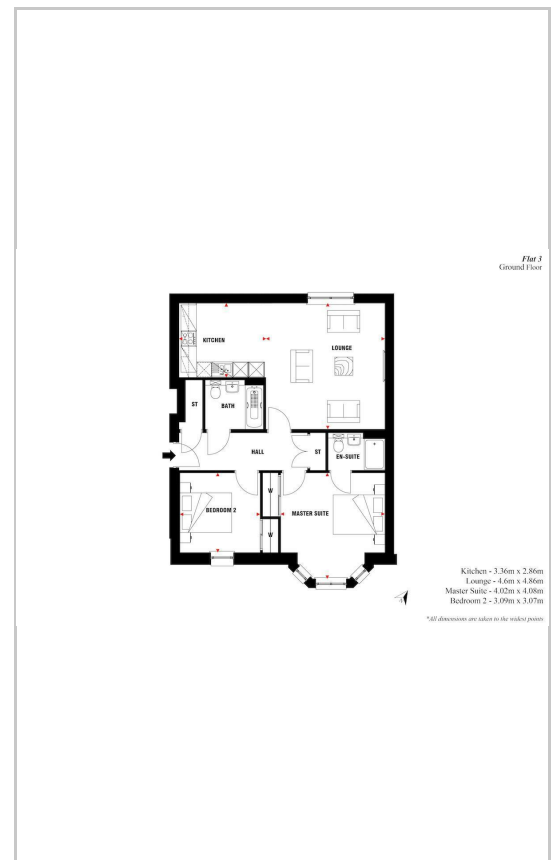 Flat 3
Ground Floor
KITCHEN
LOUNGE
ST
BATH
HALL
ST
EN-SUITE
BEDROOM 2
W
MASTER SUITE
W
Kitchen - 3.36m x 2.86m
Lounge - 4.6m x 4.86m
Master Suite - 4.02m x 4.08m
Bedroom 2 - 3.09m x 3.07m
*All dimensions are taken to the widest points